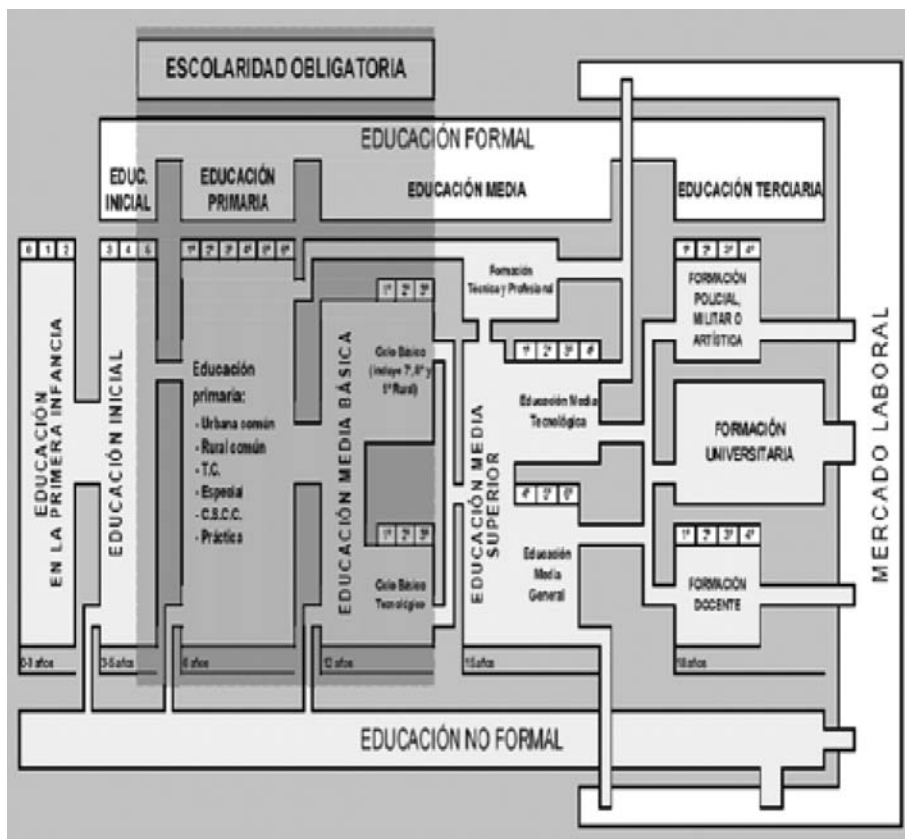 ESCOLARIDAD OBLIGATORIA
EDUCACIÓN FORMAL
EDUC.
INICIAL
EDUCACIÓN
PRIMARIA
EDUCACIÓN MEDIA
EDUCACIÓN TERCIARIA
0 1 2
3 4 5
1º 2º 3º 4º 5º 6º
EDUCACIÓN
EN LA PRIMERA INFANCIA
EDUCACIÓN INICIAL
Educación
primaria:
- Urbana común
- Rural común
- T.C.
- Especial
- C.S.C.C.
- Práctica
EDUCACIÓN MEDIA BÁSICA
1º 2º 3º
Ciclo Básico
(incluye 7º, 8º y
9º Rural)
1º 2º 3º
Ciclo Básico
Tecnológico
EDUCACIÓN MEDIA
SUPERIOR
Formación
Técnica y Profesional
1º 2º 3º 4º
Educación Media
Tecnológica
4º 5º 6º
Educación
Media
General
1º 2º 3º 4º
FORMACIÓN
POLICIAL,
MILITAR O
ARTÍSTICA
FORMACIÓN
UNIVERSITARIA
1º 2º 3º 4º
FORMACIÓN
DOCENTE
MERCADO LABORAL
0-3 años
3-5 años
6 años
12 años
15 años
18 años
EDUCACIÓN NO FORMAL